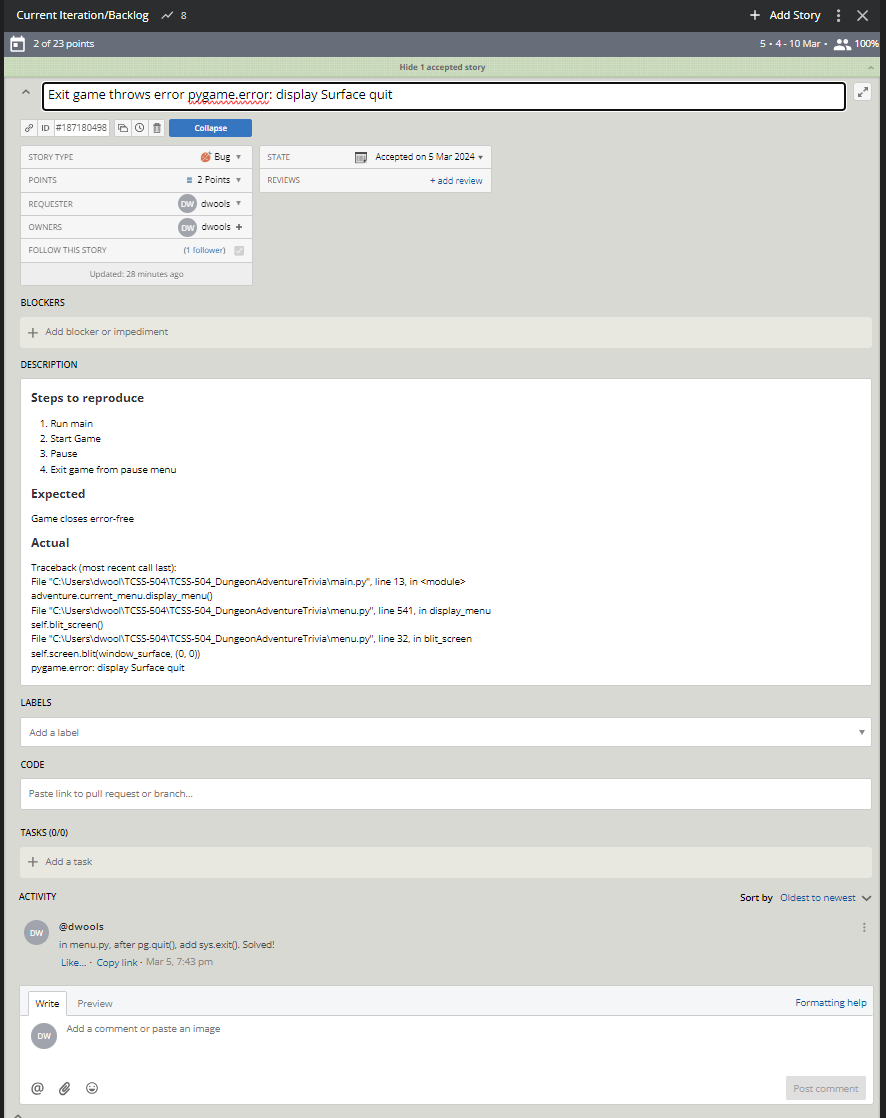 Current Iteration/Backlog 8 + Add Story
2 of 23 points 5 • 4 - 10 Mar • 100%
Hide 1 accepted story
Exit game throws error pygame.error: display Surface quit
ID #187180498 Collapse
STORY TYPE Bug
STATE Accepted on 5 Mar 2024
POINTS 2 Points
REVIEWS + add review
REQUESTER DW dwools
OWNERS DW dwools +
FOLLOW THIS STORY (1 follower)
Updated: 28 minutes ago
BLOCKERS
+ Add blocker or impediment
DESCRIPTION
Steps to reproduce
1. Run main
2. Start Game
3. Pause
4. Exit game from pause menu
Expected
Game closes error-free
Actual
Traceback (most recent call last):
File "C:\Users\dwool\TCSS-504\TCSS-504_DungeonAdventureTrivia\main.py", line 13, in <module>
adventure.current_menu.display_menu()
File "C:\Users\dwool\TCSS-504\TCSS-504_DungeonAdventureTrivia\menu.py", line 541, in display_menu
self.blit_screen()
File "C:\Users\dwool\TCSS-504\TCSS-504_DungeonAdventureTrivia\menu.py", line 32, in blit_screen
self.screen.blit(window_surface, (0, 0))
pygame.error: display Surface quit
LABELS
Add a label
CODE
Paste link to pull request or branch...
TASKS (0/0)
+ Add a task
ACTIVITY Sort by Oldest to newest
DW @dwools
in menu.py, after pg.quit(), add sys.exit(). Solved!
Like... • Copy link • Mar 5, 7:43 pm
Write Preview Formatting help
DW Add a comment or paste an image
@ Post comment